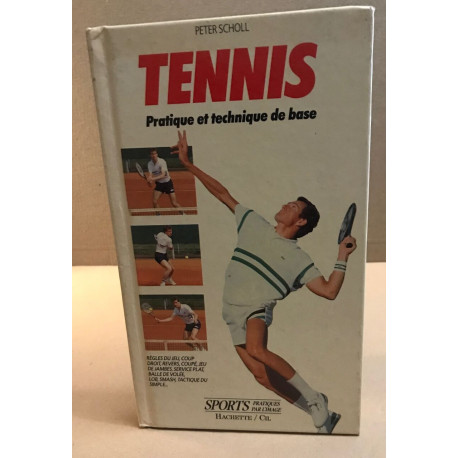 PETER SCHOLL
TENNIS
Pratique et technique de base
RÈGLES DU JEU, COUP
DROIT, REVERS, COUPÉ, JEU
DE JAMBES, SERVICE PLAT,
BALLE DE VOLÉE,
LOB, SMASH, TACTIQUE DU
SIMPLE...
SPORTS PRATIQUES
PAR L'IMAGE
HACHETTE / CIL